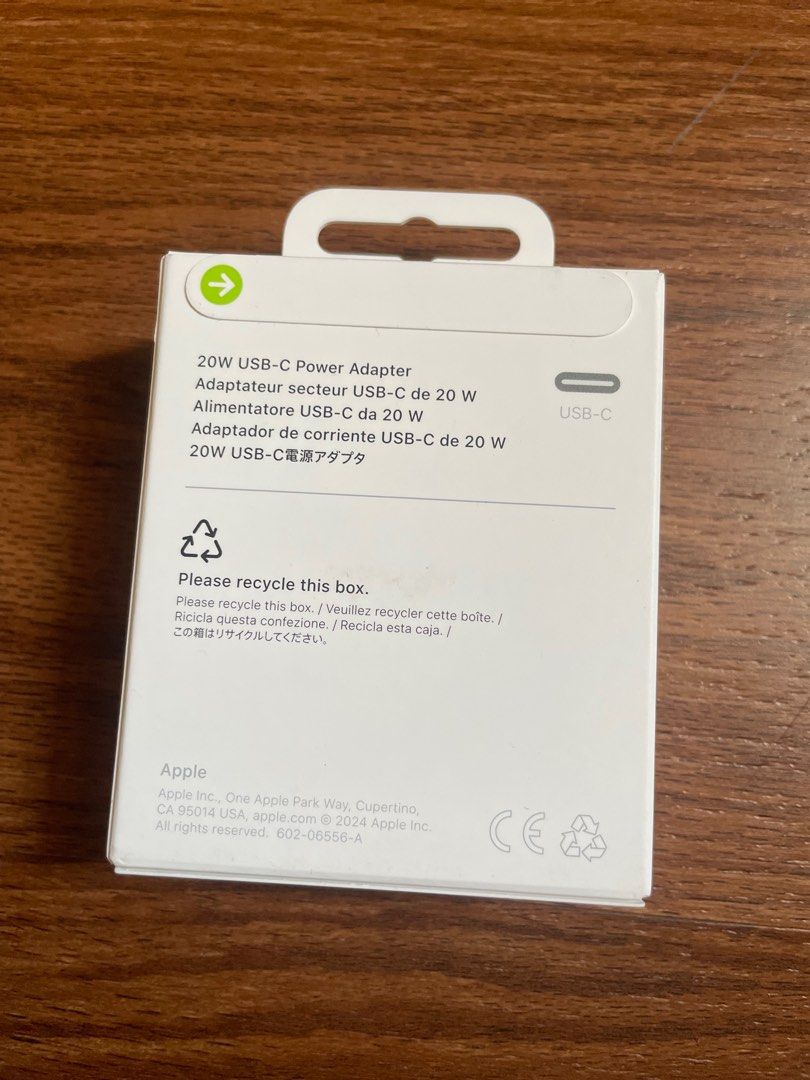 20W USB-C Power Adapter
Adaptateur secteur USB-C de 20 W
Alimentatore USB-C da 20 W
Adaptador de corriente USB-C de 20 W
20W USB-C電源アダプタ
USB-C
Please recycle this box.
Please recycle this box. / Veuillez recycler cette boîte. /
Ricicla questa confezione. / Recicla esta caja. /
この箱はリサイクルしてください。
Apple
Apple Inc., One Apple Park Way, Cupertino,
CA 95014 USA, apple.com © 2024 Apple Inc.
All rights reserved. 602-06556-A
CE